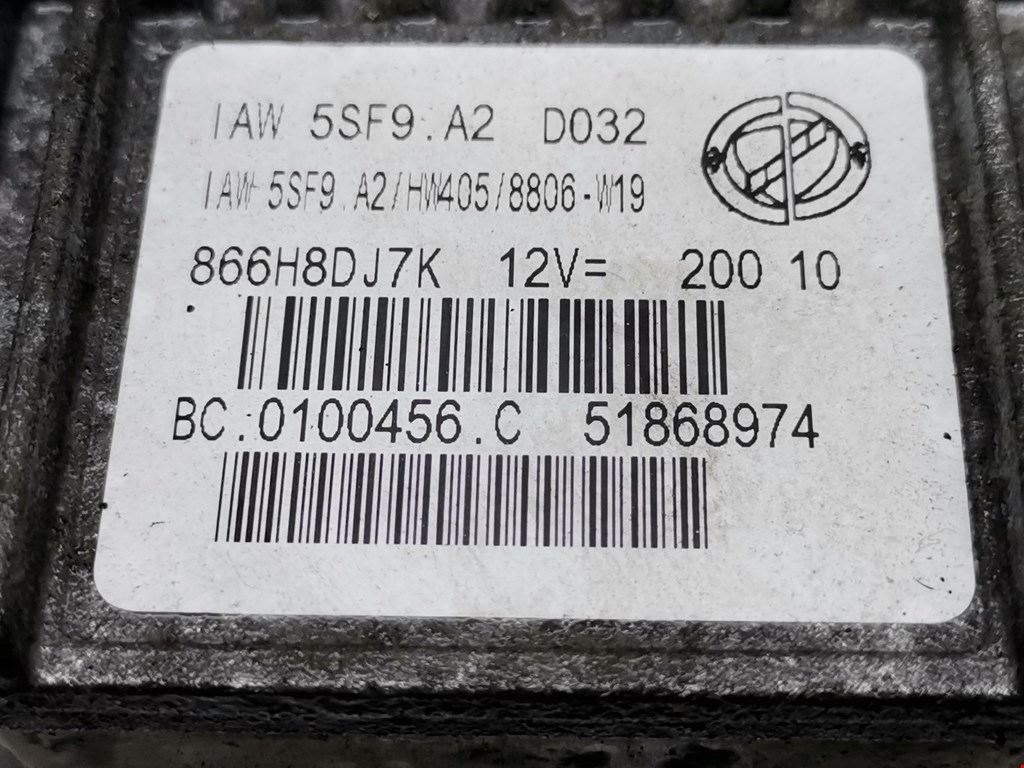 IAW 5SF9.A2 D032
IAW 5SF9.A2/HW405/8806-W19
866H8DJ7K 12V= 200 10
BC.0100456.C 51868974